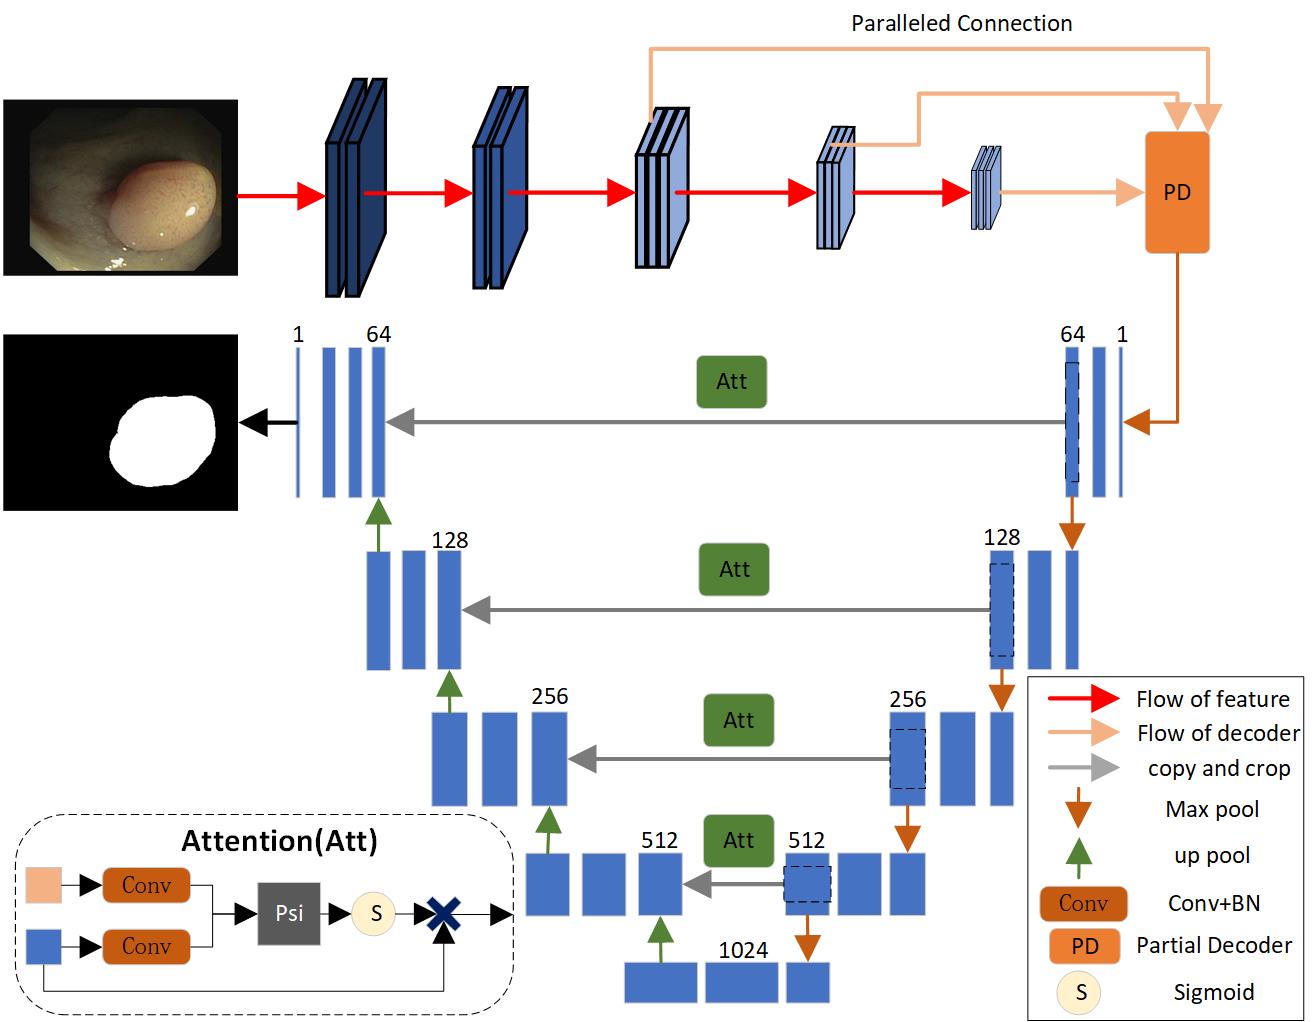 Paralleled Connection
PD
1
64
64
1
Att
128
128
Att
256
256
Att
512
512
Att
1024
Attention(Att)
Conv
Conv
Psi
S
Flow of feature
Flow of decoder
copy and crop
Max pool
up pool
Conv
Conv+BN
PD
Partial Decoder
S
Sigmoid